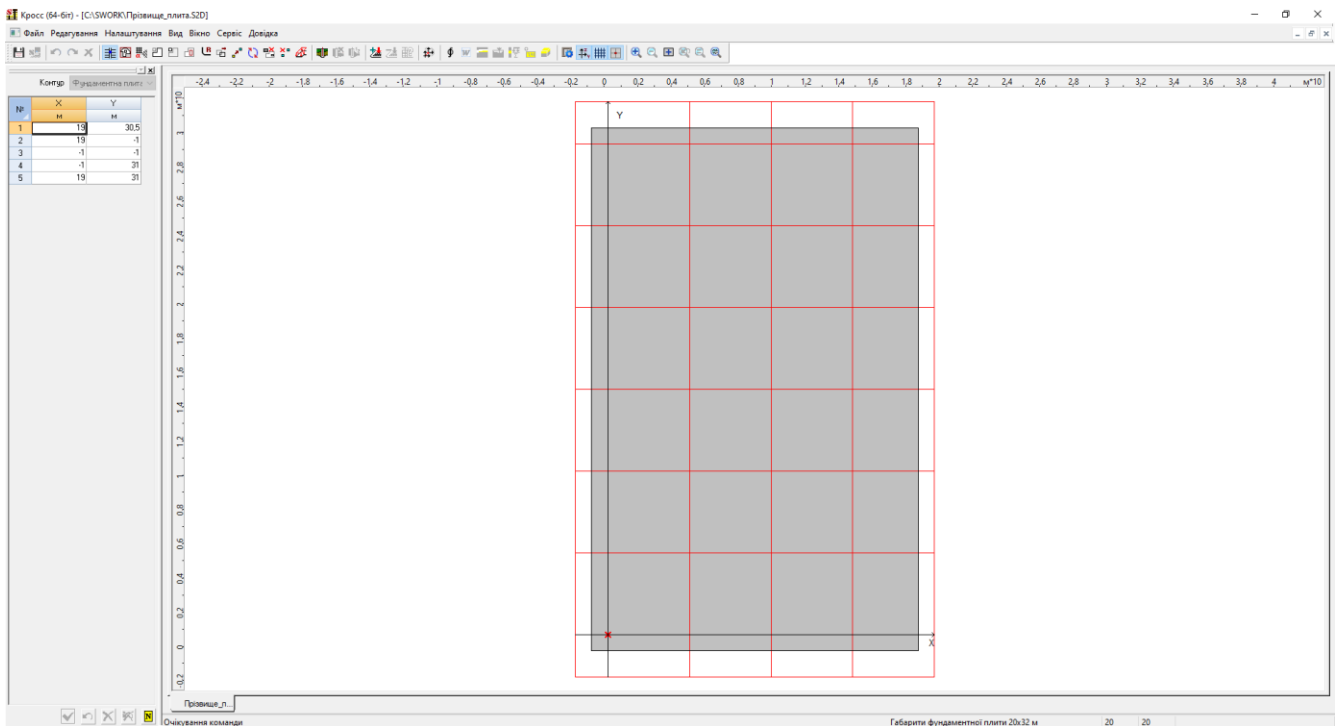 Кросс (64-біт) - [C:\SWORK\Прізвище_плита.S2D]
Файл Редагування Налаштування Вид Вікно Сервіс Довідка
Контур Фундаментна плита
№ X Y
м м
1 19 30,5
2 19 -1
3 -1 -1
4 -1 31
5 19 31
-2,4 -2,2 -2 -1,8 -1,6 -1,4 -1,2 -1 -0,8 -0,6 -0,4 -0,2 0 0,2 0,4 0,6 0,8 1 1,2 1,4 1,6 1,8 2 2,2 2,4 2,6 2,8 3 3,2 3,4 3,6 3,8 4 м*10
м*10
3
2,8
2,6
2,4
2,2
2
1,8
1,6
1,4
1,2
1
0,8
0,6
0,4
0,2
0
-0,2
Y
X
Прізвище_п...
Очікування команди Габарити фундаментної плити 20x32 м 20 20